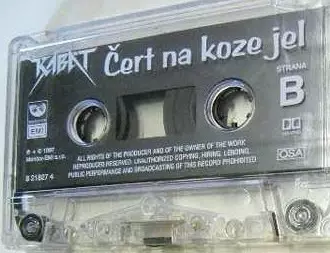 KABÁT Čert na koze jel
STRANA
B
EMI
℗ + © 1997
Monitor-EMI s.r.o.
8 21827 4
ALL RIGHTS OF THE PRODUCER AND OF THE OWNER OF THE WORK
REPRODUCED RESERVED. UNAUTHORIZED COPYING, HIRING, LENDING,
PUBLIC PERFORMANCE AND BROADCASTING OF THIS RECORD PROHIBITED!
OSA